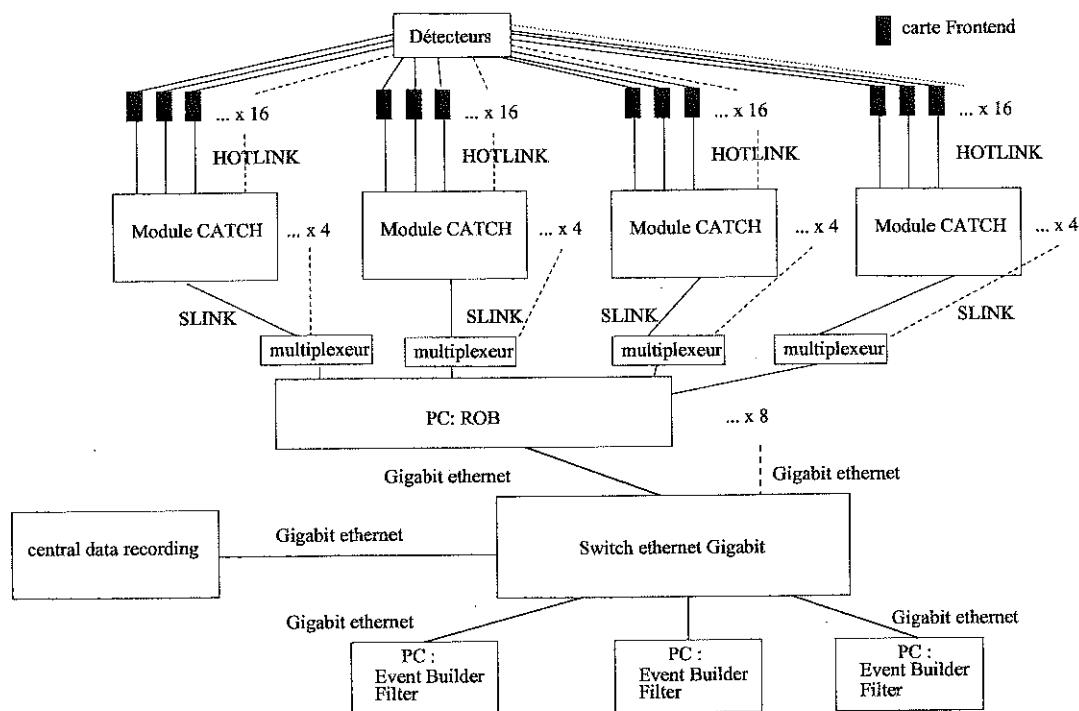 Détecteurs
carte Frontend
... x 16
... x 16
... x 16
... x 16
HOTLINK
HOTLINK
HOTLINK
HOTLINK
Module CATCH
... x 4
Module CATCH
... x 4
Module CATCH
... x 4
Module CATCH
... x 4
SLINK
SLINK
SLINK
SLINK
multiplexeur
multiplexeur
multiplexeur
multiplexeur
PC: ROB
... x 8
Gigabit ethernet
Gigabit ethernet
central data recording
Gigabit ethernet
Switch ethernet Gigabit
Gigabit ethernet
Gigabit ethernet
PC :
Event Builder
Filter
PC :
Event Builder
Filter
PC :
Event Builder
Filter